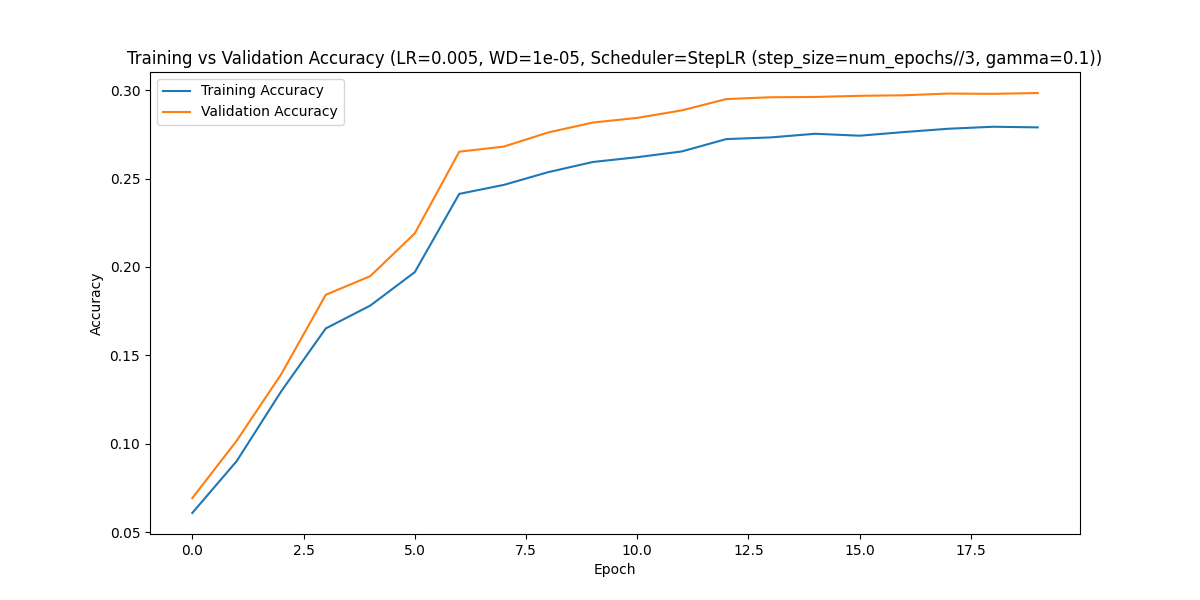 Training vs Validation Accuracy (LR=0.005, WD=1e-05, Scheduler=StepLR (step_size=num_epochs//3, gamma=0.1))
Training Accuracy
Validation Accuracy
0.30
0.25
0.20
0.15
0.10
0.05
Accuracy
0.0 2.5 5.0 7.5 10.0 12.5 15.0 17.5
Epoch